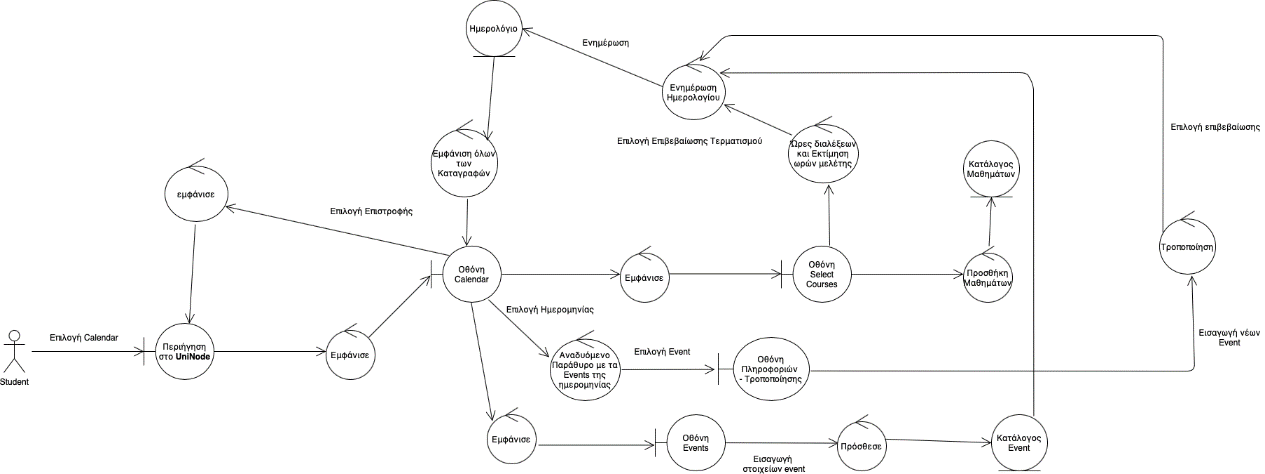 Ημερολόγιο
Ενημέρωση
Ενημέρωση
Ημερολογίου
Επιλογή επιβεβαίωσης
Επιλογή Επιβεβαίωσης Τερματισμού
Ώρες διαλέξεων
και Εκτίμηση
ωρών μελέτης
Εμφάνιση όλων
των
Καταγραφών
Κατάλογος
Μαθημάτων
εμφάνισε
Επιλογή Επιστροφής
Τροποποίηση
Οθόνη
Calendar
Εμφάνισε
Οθόνη
Select
Courses
Προσθήκη
Μαθημάτων
Επιλογή Ημερομηνίας
Επιλογή Calendar
Περιήγηση
στο UniNode
Εμφάνισε
Student
Αναδυόμενο
Παράθυρο με τα
Events της
ημερομηνίας
Επιλογή Event
Οθόνη
Πληροφοριών
- Τροποποίησης
Εισαγωγή νέων
Event
Εμφάνισε
Οθόνη
Events
Εισαγωγή
στοιχείων event
Πρόσθεσε
Κατάλογος
Event